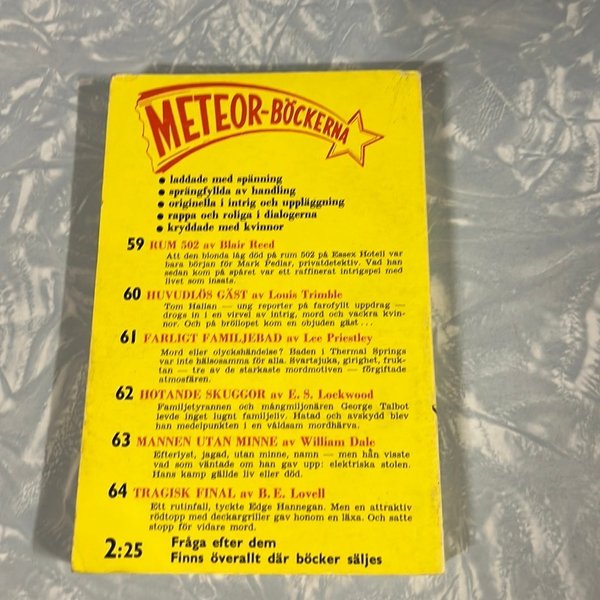 METEOR-BÖCKERNA
• laddade med spänning
• sprängfyllda av handling
• originella i intrig och uppläggning
• rappa och roliga i dialogerna
• kryddade med kvinnor
59 RUM 502 av Blair Reed
Att den blonda låg död på rum 502 på Essex Hotell var
bara början för Mark Pedlar, privatdetektiv. Vad han
sedan kom på spåret var ett raffinerat intrigspel med
livet som insats.
60 HUVUDLÖS GÄST av Louis Trimble
Tom Hallan — ung reporter på farofyllt uppdrag —
drogs in i en virvel av intrig, mord och vackra kvin-
nor. Och på bröllopet kom en objuden gäst ...
61 FARLIGT FAMILJEBAD av Lee Priestley
Mord eller olyckshändelse? Baden i Thermal Springs
var inte hälsosamma för alla. Svartsjuka, girighet, fruk-
tan — tre av de starkaste mordmotiven — förgiftade
atmosfären.
62 HOTANDE SKUGGOR av E. S. Lockwood
Familjetyrannen och mångmiljonären George Talbot
levde inget lugnt familjeliv. Hatad och avskydd blev
han medelpunkten i en våldsam mordhärva.
63 MANNEN UTAN MINNE av William Dale
Efterlyst, jagad, utan minne, namn — men han visste
vad som väntade om han gav upp: elektriska stolen.
Hans kamp gällde liv eller död.
64 TRAGISK FINAL av B. E. Lovell
Ett rutinfall, tyckte Edge Hannegan. Men en attraktiv
rödtopp med deckargriller gav honom en läxa. Och satte
stopp för vidare mord.
2:25 Fråga efter dem
Finns överallt där böcker säljes